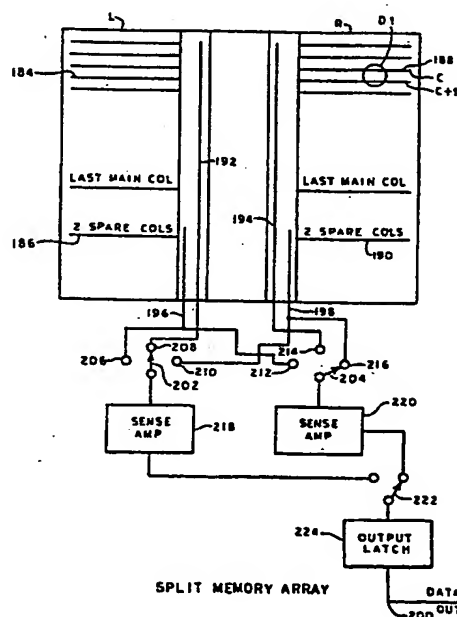 L
R
D1
184
188
C
C+1
192
194
LAST MAIN COL
LAST MAIN COL
186
2 SPARE COLS
2 SPARE COLS
190
196
198
206
208
210
202
212
214
216
204
SENSE AMP
218
SENSE AMP
220
222
224
OUTPUT LATCH
SPLIT MEMORY ARRAY
DATA OUT
200